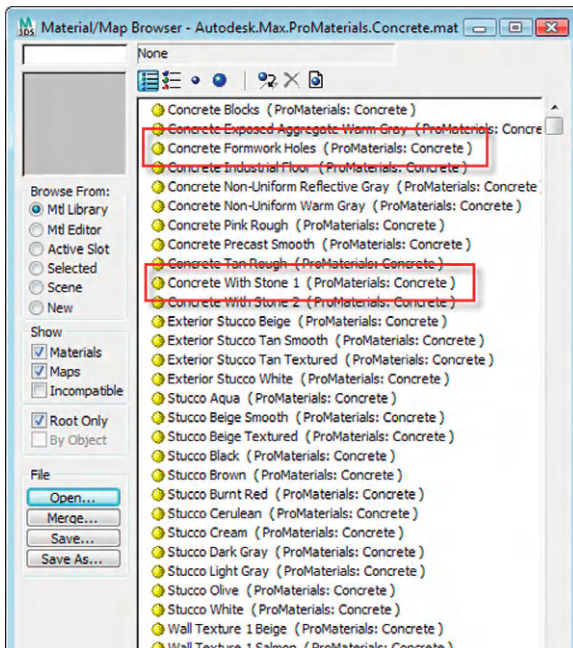 Material/Map Browser - Autodesk.Max.ProMaterials.Concrete.mat
None
Browse From:
Mtl Library
Mtl Editor
Active Slot
Selected
Scene
New
Show
Materials
Maps
Incompatible
Root Only
By Object
File
Open...
Merge...
Save...
Save As...
Concrete Blocks ( ProMaterials: Concrete )
Concrete Exposed Aggregate Warm Gray ( ProMaterials: Concre
Concrete Formwork Holes ( ProMaterials: Concrete )
Concrete Industrial Floor ( ProMaterials: Concrete )
Concrete Non-Uniform Reflective Gray ( ProMaterials: Concrete
Concrete Non-Uniform Warm Gray ( ProMaterials: Concrete )
Concrete Pink Rough ( ProMaterials: Concrete )
Concrete Precast Smooth ( ProMaterials: Concrete )
Concrete Tan Rough ( ProMaterials: Concrete )
Concrete With Stone 1 ( ProMaterials: Concrete )
Concrete With Stone 2 ( ProMaterials: Concrete )
Exterior Stucco Beige ( ProMaterials: Concrete )
Exterior Stucco Tan Smooth ( ProMaterials: Concrete )
Exterior Stucco Tan Textured ( ProMaterials: Concrete )
Exterior Stucco White ( ProMaterials: Concrete )
Stucco Aqua ( ProMaterials: Concrete )
Stucco Beige Smooth ( ProMaterials: Concrete )
Stucco Beige Textured ( ProMaterials: Concrete )
Stucco Black ( ProMaterials: Concrete )
Stucco Brown ( ProMaterials: Concrete )
Stucco Burnt Red ( ProMaterials: Concrete )
Stucco Cerulean ( ProMaterials: Concrete )
Stucco Cream ( ProMaterials: Concrete )
Stucco Dark Gray ( ProMaterials: Concrete )
Stucco Light Gray ( ProMaterials: Concrete )
Stucco Olive ( ProMaterials: Concrete )
Stucco White ( ProMaterials: Concrete )
Wall Texture 1 Beige ( ProMaterials: Concrete )
Wall Texture 1 Salmon ( ProMaterials: Concrete )